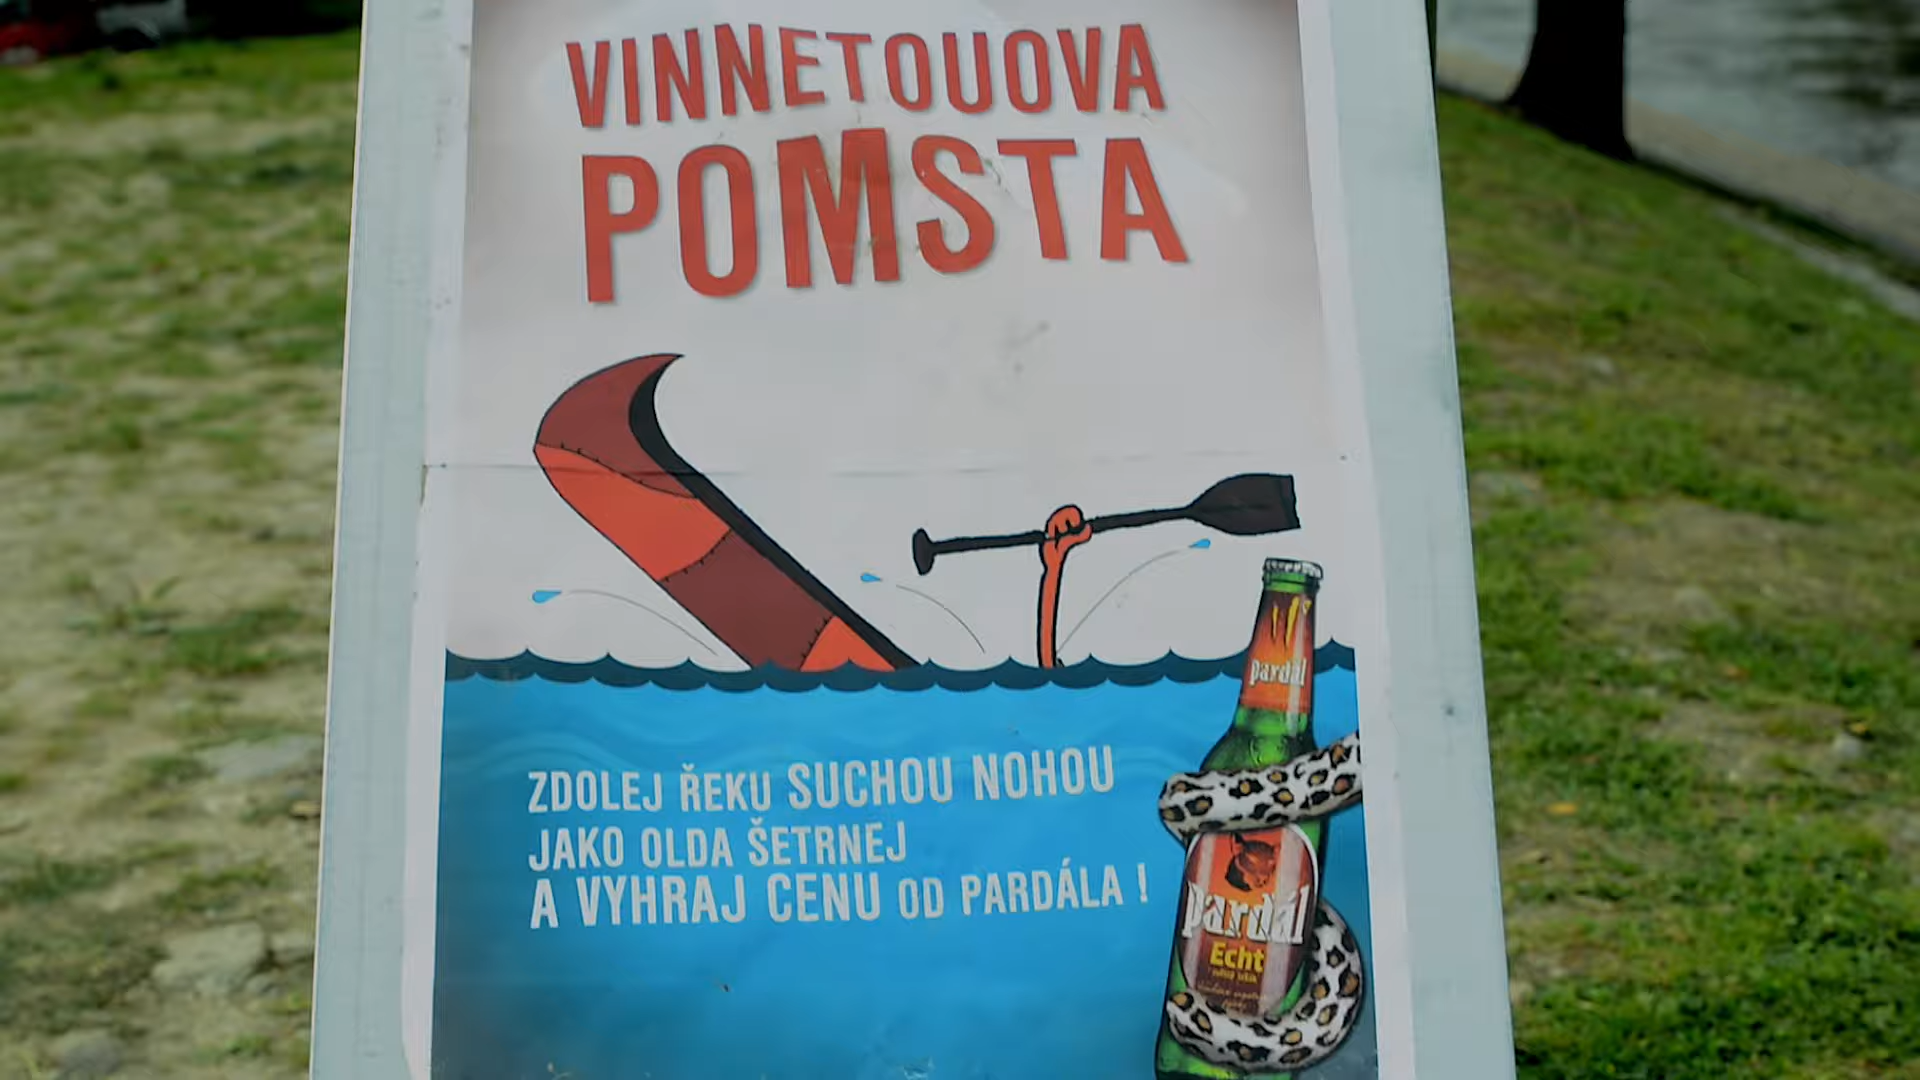 VINNETOUOVA
POMSTA
ZDOLEJ ŘEKU SUCHOU NOHOU
JAKO OLDA ŠETRNEJ
A VYHRAJ CENU OD PARDÁLA !
pardál
pardál
Echt